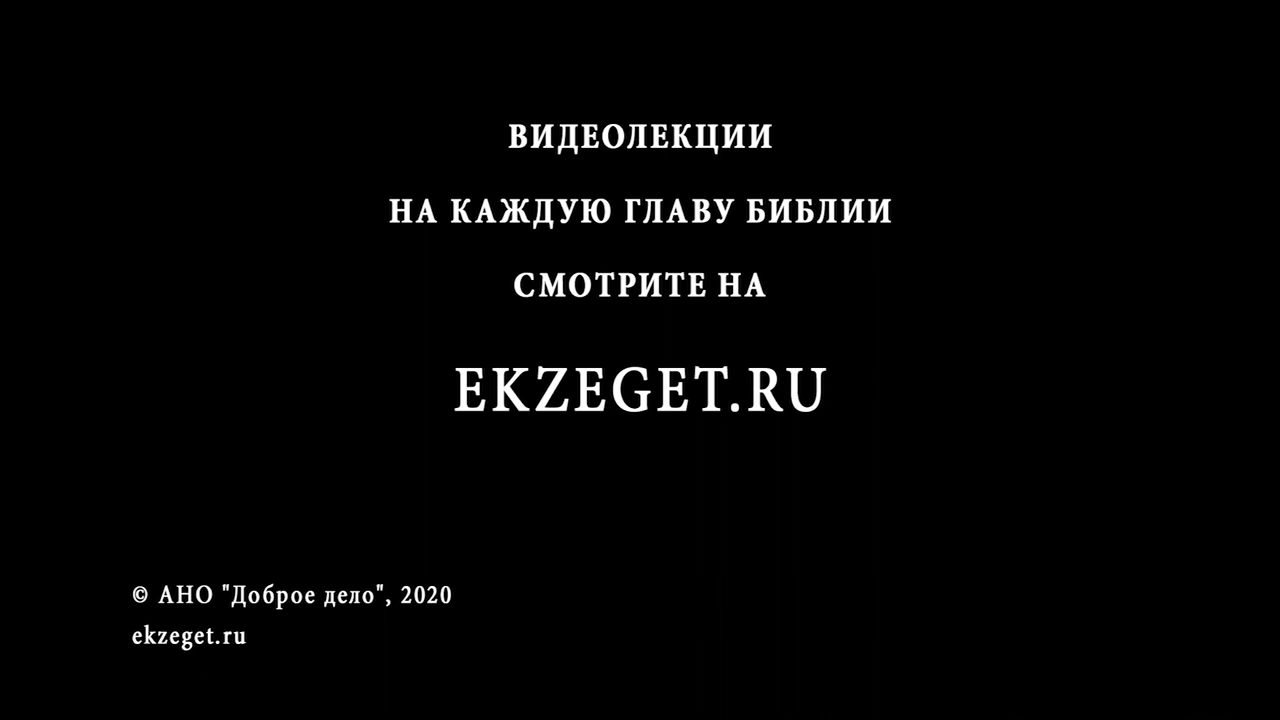 ВИДЕОЛЕКЦИИ
НА КАЖДУЮ ГЛАВУ БИБЛИИ
СМОТРИТЕ НА
EKZEGET.RU
© АНО "Доброе дело", 2020
ekzeget.ru